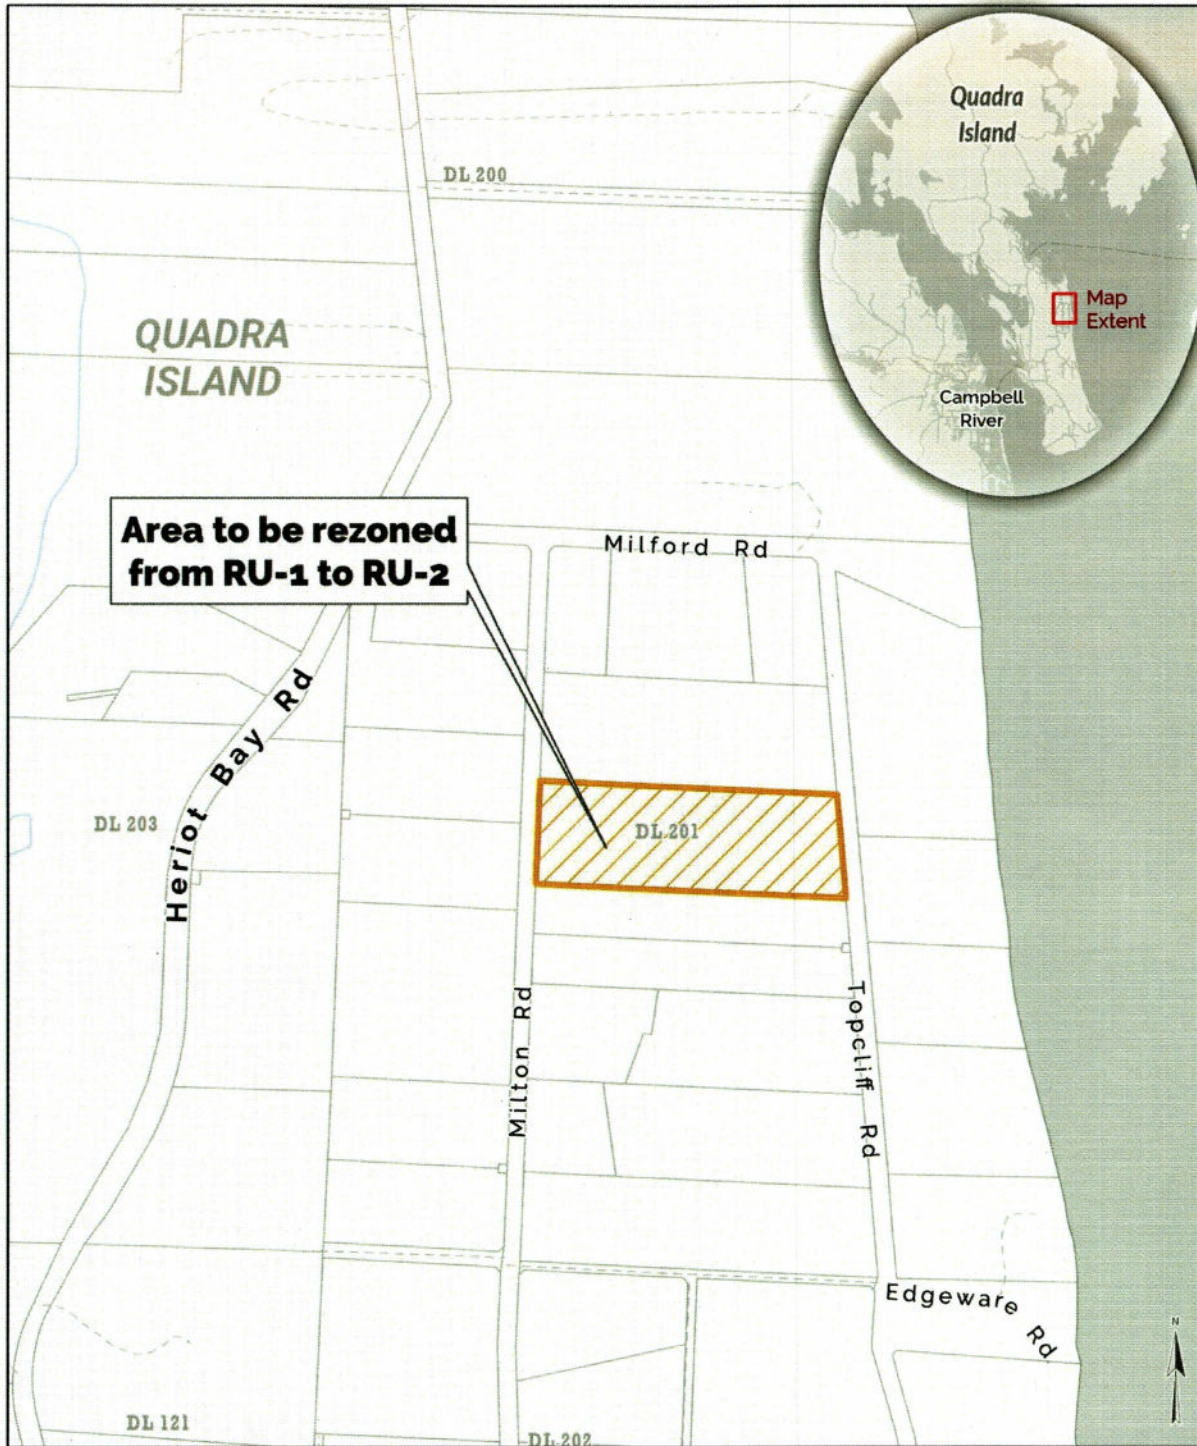 Quadra
Island
DL 200
Map
Extent
QUADRA
ISLAND
Campbell
River
Area to be rezoned
from RU-1 to RU-2
Milford Rd
Heriot Bay Rd
DL 203
DL 201
Milton Rd
Topcliff Rd
Edgeware Rd
N
DL 121
DL 202